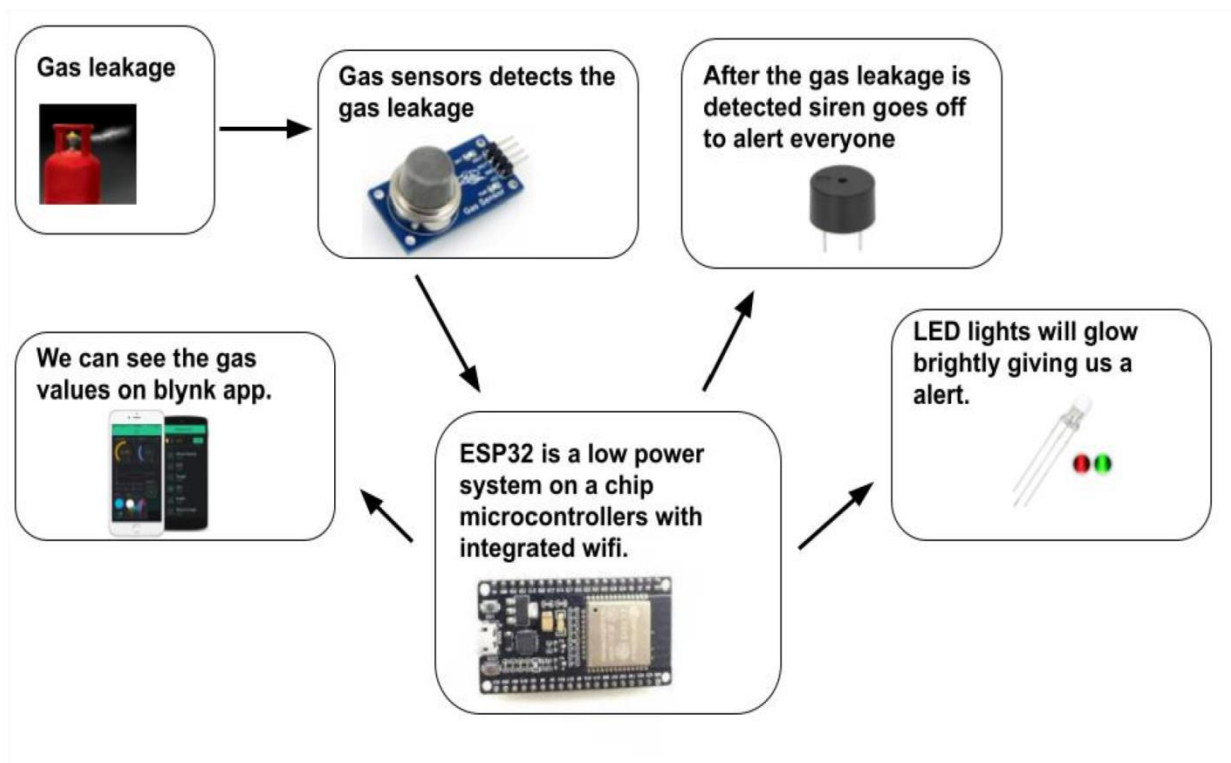 Gas leakage
Gas sensors detects the
gas leakage
Gas Sensor
After the gas leakage is
detected siren goes off
to alert everyone
We can see the gas
values on blynk app.
ESP32 is a low power
system on a chip
microcontrollers with
integrated wifi.
LED lights will glow
brightly giving us a
alert.